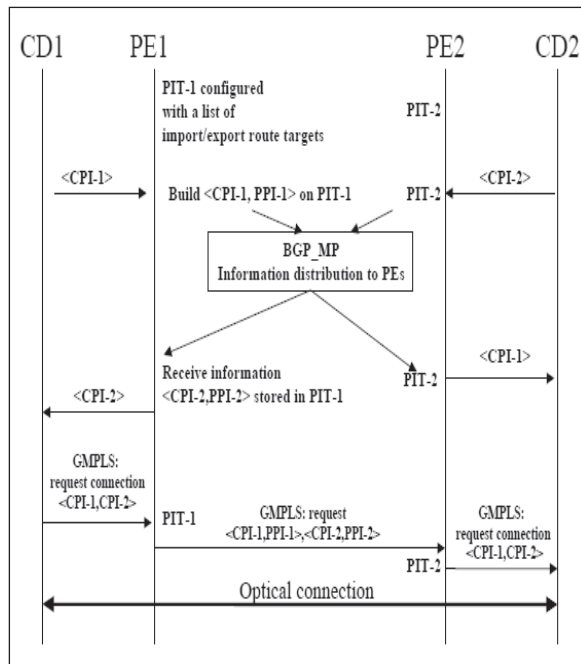 CD1 PE1 PE2 CD2
PIT-1 configured
with a list of
import/export route targets
PIT-2
<CPI-1>
Build <CPI-1, PPI-1> on PIT-1
PIT-2
<CPI-2>
BGP_MP
Information distribution to PEs
Receive information
<CPI-2,PPI-2> stored in PIT-1
PIT-2
<CPI-1>
<CPI-2>
GMPLS:
request connection
<CPI-1,CPI-2>
PIT-1
GMPLS: request
<CPI-1,PPI-1>,<CPI-2,PPI-2>
GMPLS:
request connection
<CPI-1,CPI-2>
PIT-2
Optical connection